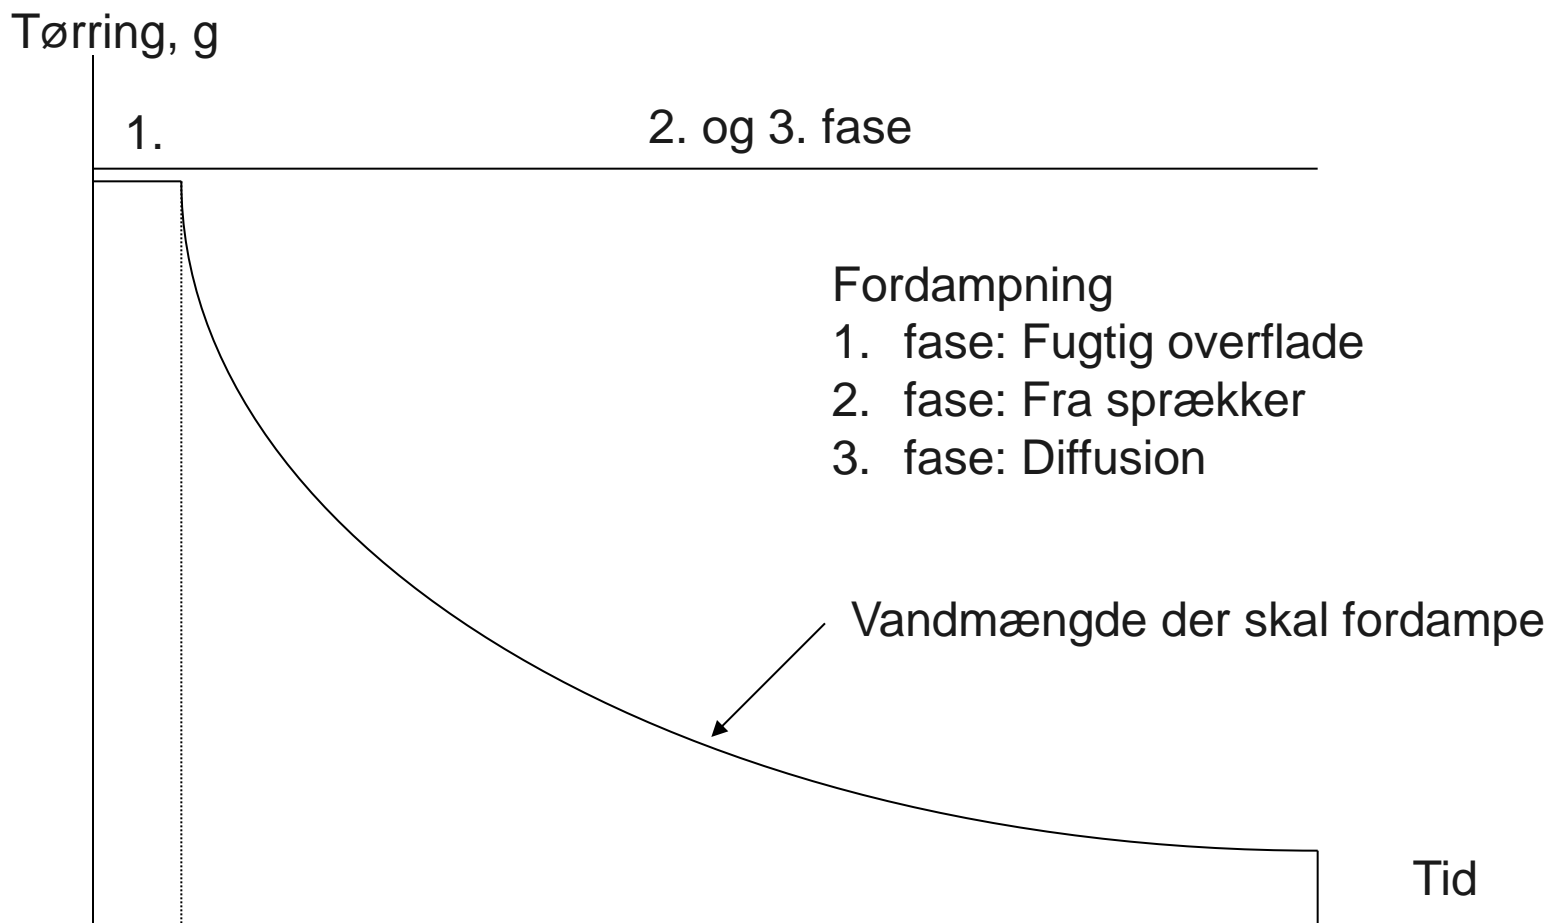 Tørring, g
1.
2. og 3. fase
Fordampning
1. fase: Fugtig overflade
2. fase: Fra sprækker
3. fase: Diffusion
Vandmængde der skal fordampe
Tid